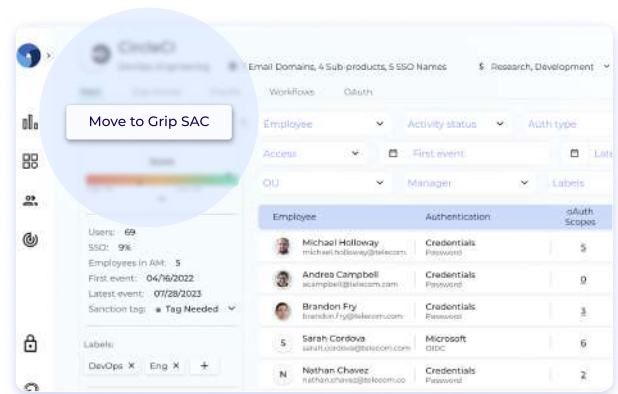 CircleCI
DevOps Engineering
Email Domains, 4 Sub-products, 5 SSO Names
$ Research, Development
Workflows OAuth
Move to Grip SAC
Employee Activity status Auth type
Access First event
OU Manager Labels
Score
Employee Authentication oAuth Scopes
Users: 69
SSO: 9%
Employees in AM: 5
First event: 04/16/2022
Latest event: 07/28/2023
Sanction tag: Tag Needed
Labels:
DevOps X Eng X +
Michael Holloway Credentials 5
michael.holloway@telecom. Password
Andrea Campbell Credentials 0
acampbell@telecom.com Password
Brandon Fry Credentials 3
brandon.fry@telecom.com Password
S Sarah Cordova Microsoft 6
sarah.cordova@telecom.com OIDC
N Nathan Chavez Credentials 2
nathan.chavez@telecom.co Password